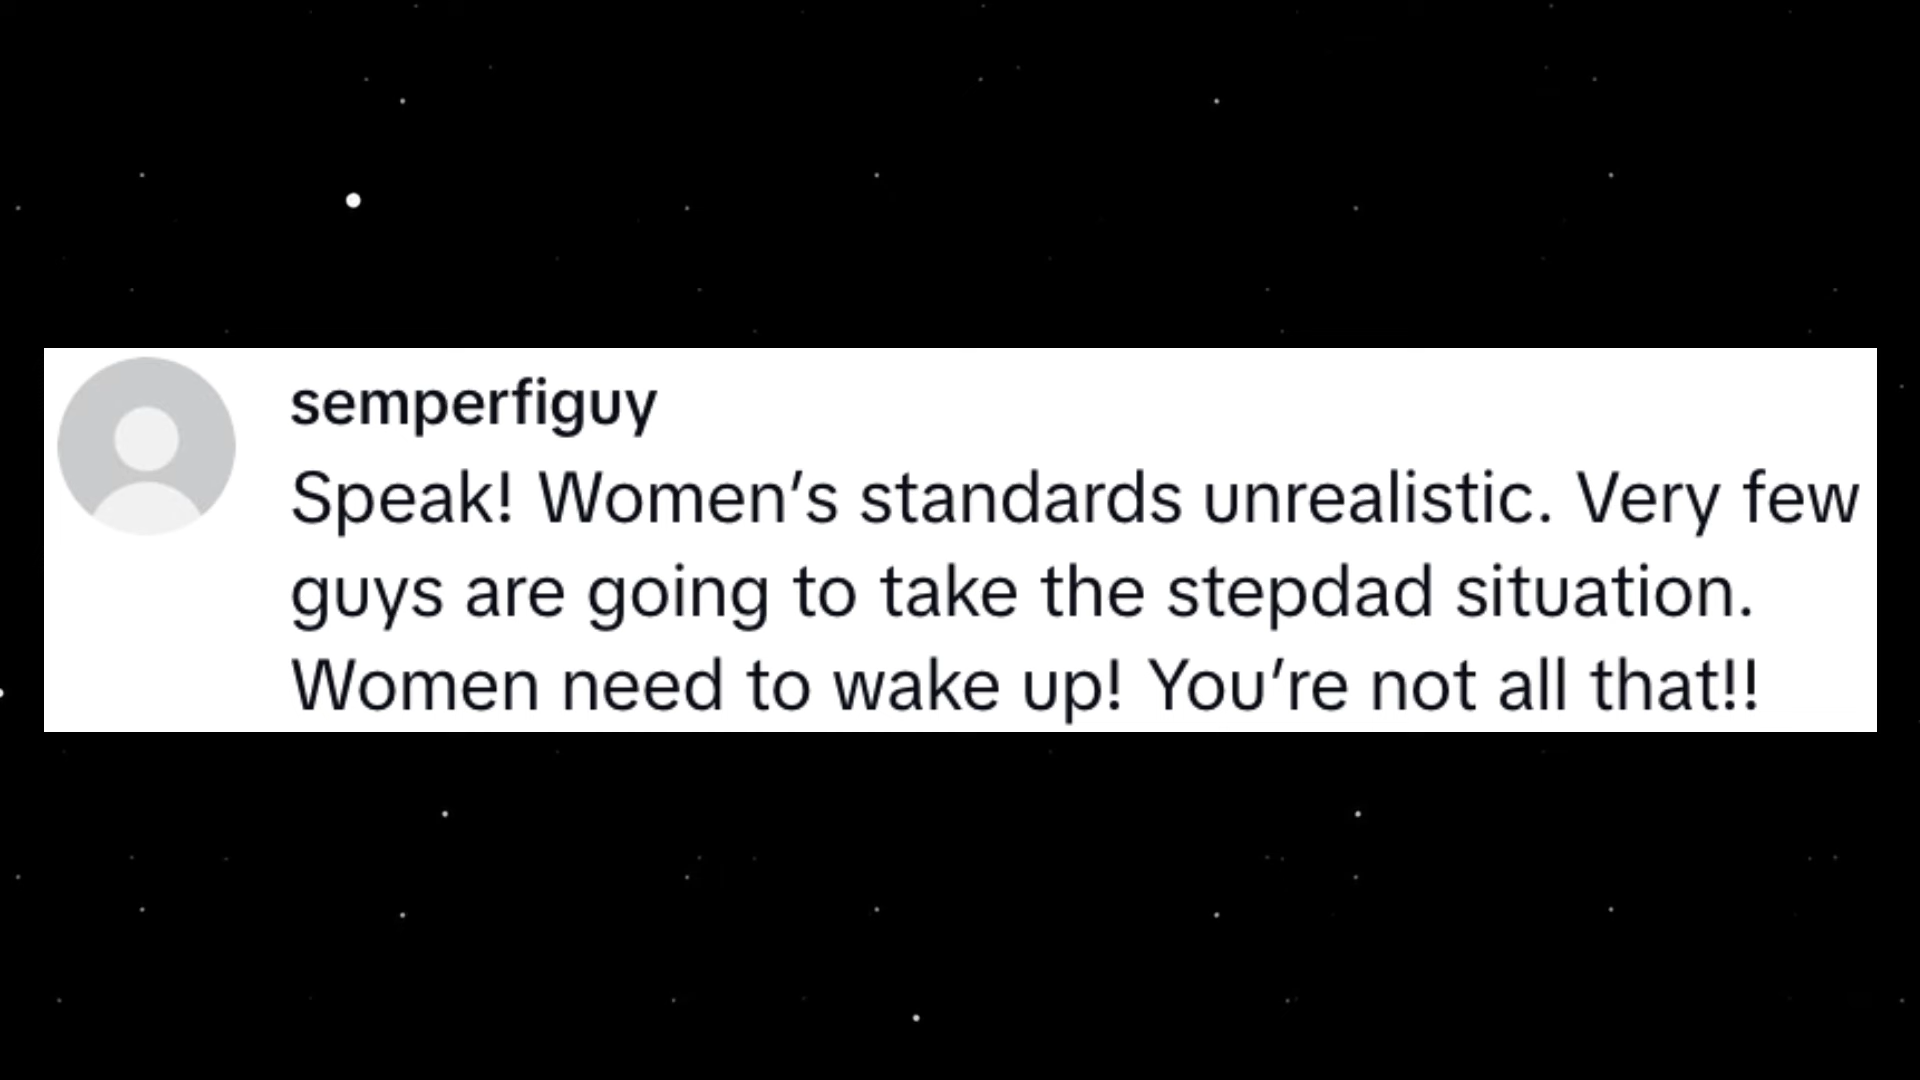 semperfiguy
Speak! Women’s standards unrealistic. Very few
guys are going to take the stepdad situation.
Women need to wake up! You’re not all that!!